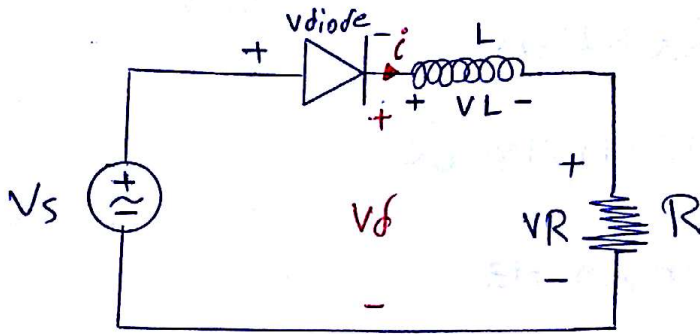 Vdiode
+ - i L
+ VL -
+
Vs + Vd VR R
- -